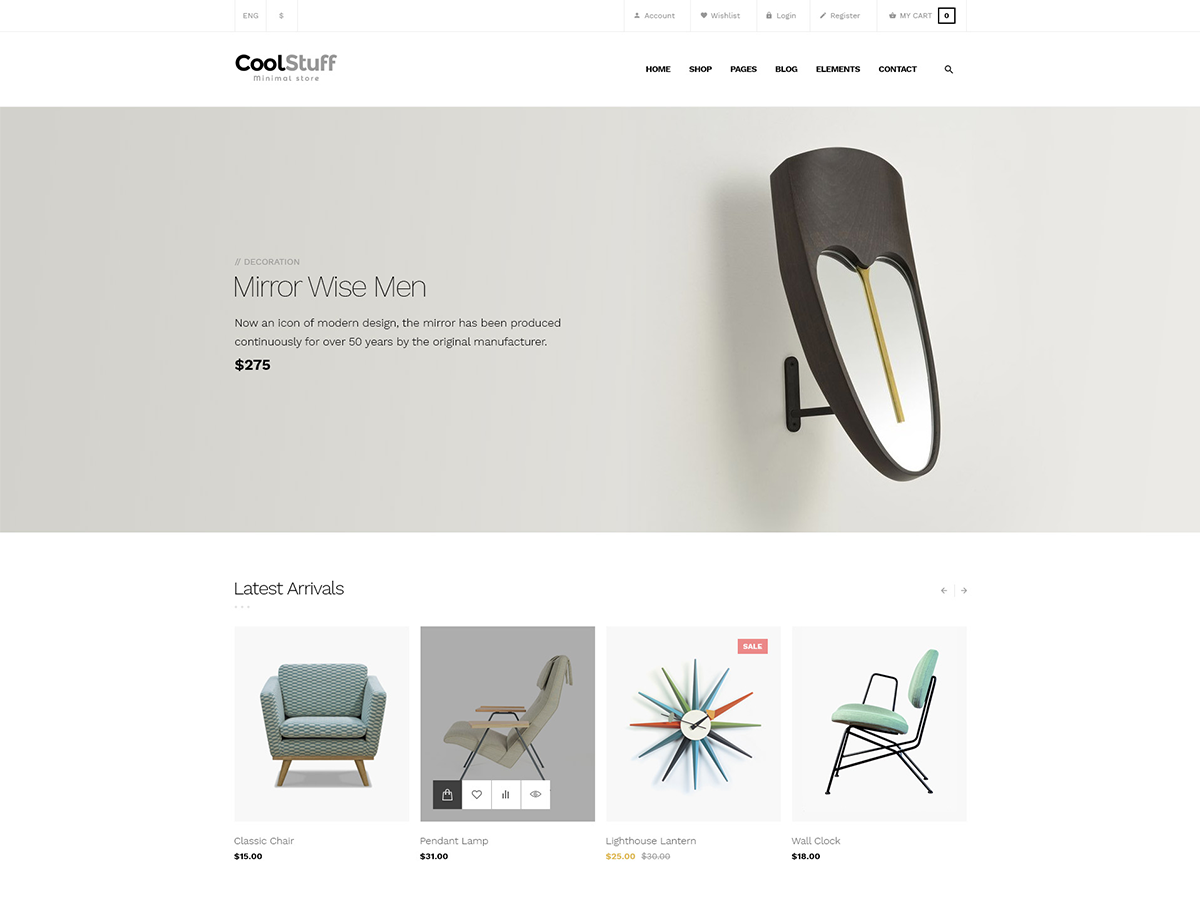 ENG $ Account Wishlist Login Register MY CART 0
CoolStuff
Minimal store
HOME SHOP PAGES BLOG ELEMENTS CONTACT
// DECORATION
Mirror Wise Men
Now an icon of modern design, the mirror has been produced
continuously for over 50 years by the original manufacturer.
$275
Latest Arrivals
SALE
Classic Chair
$15.00
Pendant Lamp
$31.00
Lighthouse Lantern
$25.00 $30.00
Wall Clock
$18.00